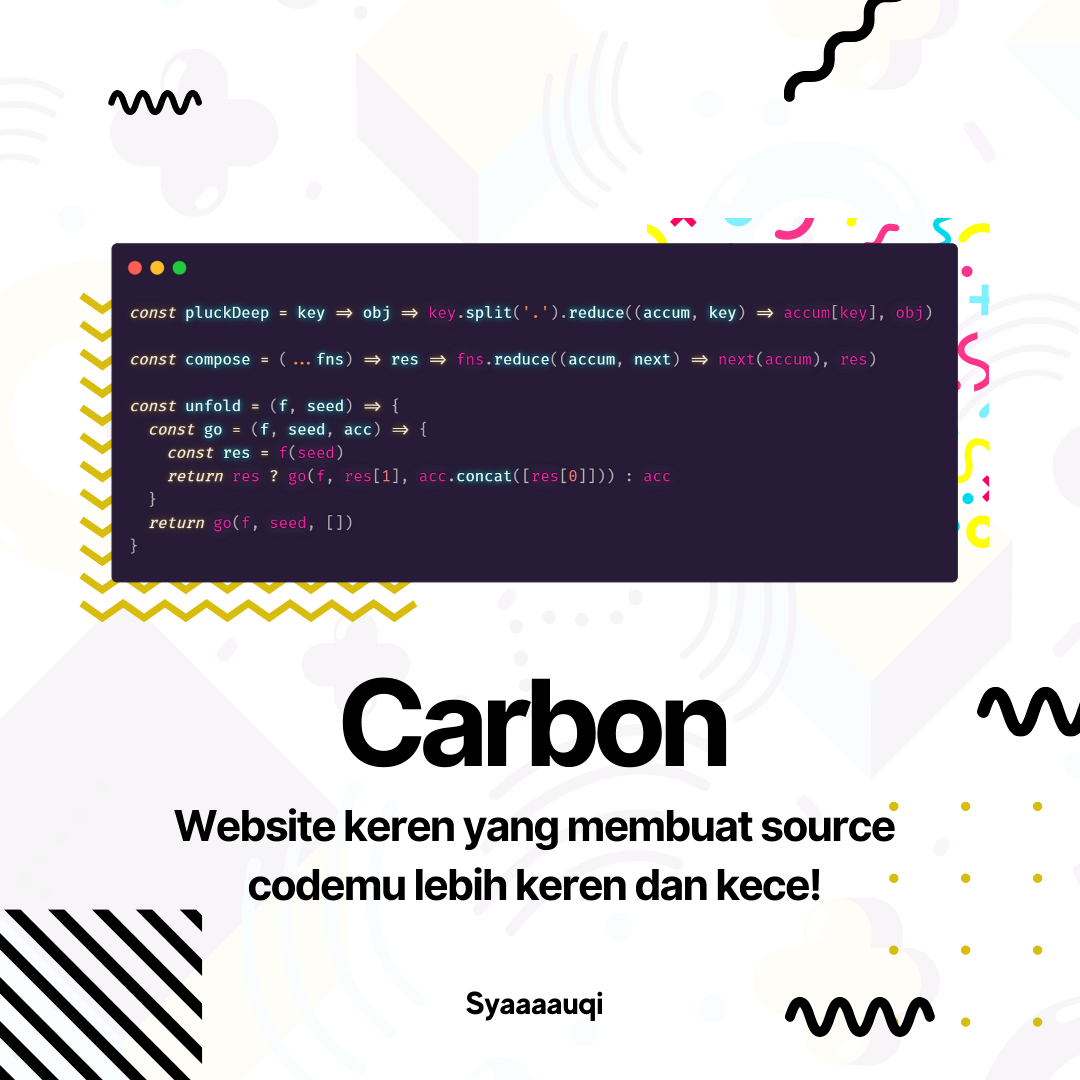 const pluckDeep = key => obj => key.split('.').reduce((accum, key) => accum[key], obj)
const compose = (...fns) => res => fns.reduce((accum, next) => next(accum), res)
const unfold = (f, seed) => {
  const go = (f, seed, acc) => {
    const res = f(seed)
    return res ? go(f, res[1], acc.concat([res[0]])) : acc
  }
  return go(f, seed, [])
}
Carbon
Website keren yang membuat source
codemu lebih keren dan kece!
Syaaaauqi